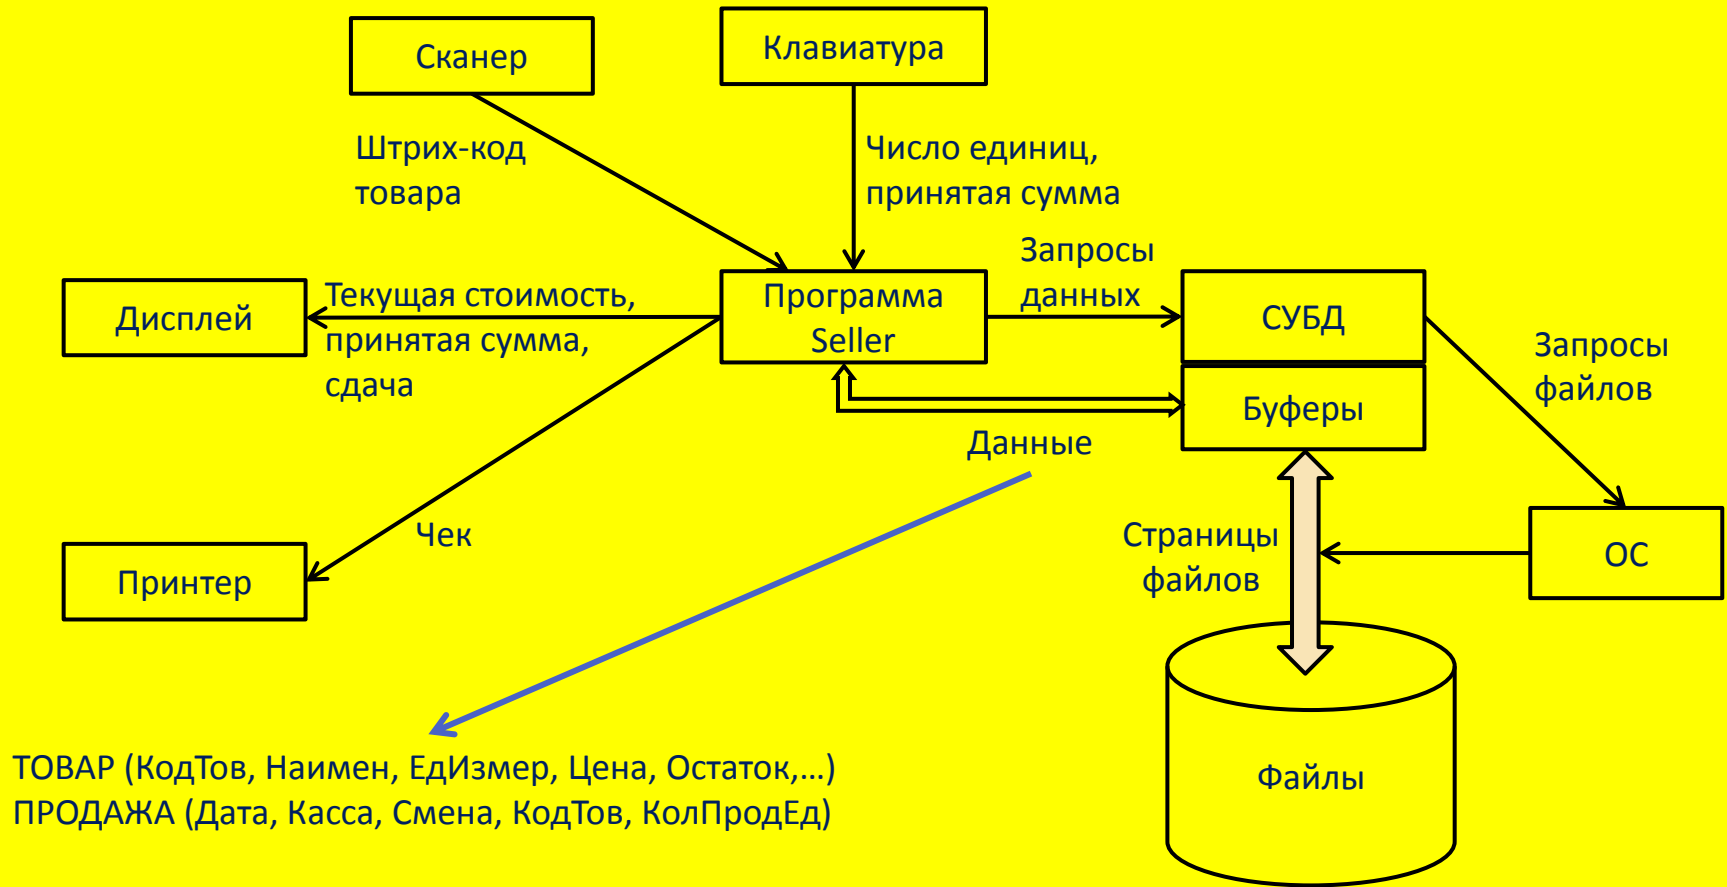 Сканер
Клавиатура
Штрих-код
товара
Число единиц,
принятая сумма
Запросы
данных
Дисплей
Текущая стоимость,
принятая сумма,
сдача
Программа
Seller
СУБД
Запросы
файлов
Буферы
Данные
Чек
Принтер
Страницы
файлов
ОС
ТОВАР (КодТов, Наимен, ЕдИзмер, Цена, Остаток,...)
ПРОДАЖА (Дата, Касса, Смена, КодТов, КолПродЕд)
Файлы